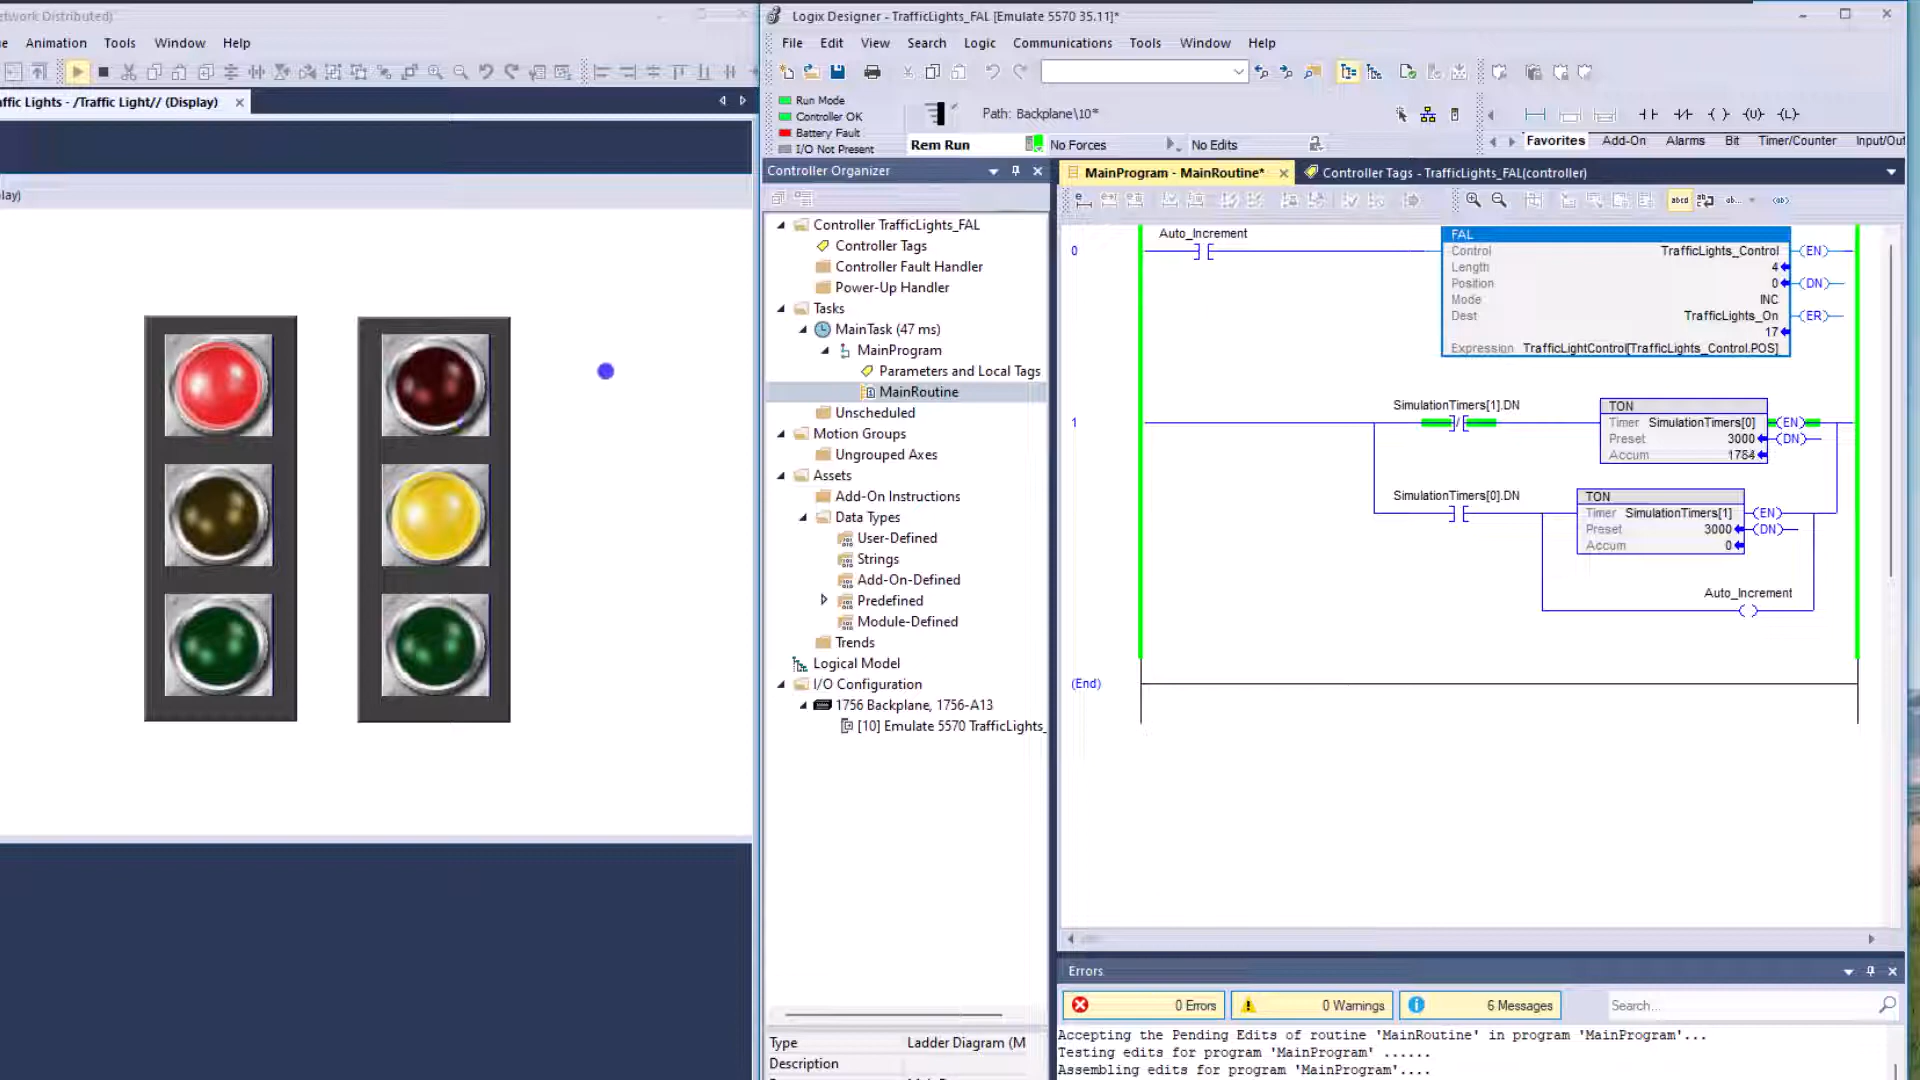 etwork Distributed)
Animation Tools Window Help
affic Lights - /Traffic Light// (Display)
lay)
Logix Designer - TrafficLights_FAL [Emulate 5570 35.11]*
File Edit View Search Logic Communications Tools Window Help
Run Mode
Controller OK
Battery Fault
I/O Not Present
Path: Backplane\10*
Rem Run
No Forces
No Edits
Favorites Add-On Alarms Bit Timer/Counter Input/Out
Controller Organizer
Controller TrafficLights_FAL
Controller Tags
Controller Fault Handler
Power-Up Handler
Tasks
MainTask (47 ms)
MainProgram
Parameters and Local Tags
MainRoutine
Unscheduled
Motion Groups
Ungrouped Axes
Assets
Add-On Instructions
Data Types
User-Defined
Strings
Add-On-Defined
Predefined
Module-Defined
Trends
Logical Model
I/O Configuration
1756 Backplane, 1756-A13
[10] Emulate 5570 TrafficLights_
Type Ladder Diagram (M
Description
MainProgram - MainRoutine*
Controller Tags - TrafficLights_FAL(controller)
0
Auto_Increment
FAL
Control TrafficLights_Control (EN)
Length 4
Position 0 (DN)
Mode INC
Dest TrafficLights_On (ER)
17
Expression TrafficLightControl[TrafficLights_Control.POS]
1
SimulationTimers[1].DN
TON
Timer SimulationTimers[0] (EN)
Preset 3000 (DN)
Accum 1764
SimulationTimers[0].DN
TON
Timer SimulationTimers[1] (EN)
Preset 3000 (DN)
Accum 0
Auto_Increment
(End)
Errors
0 Errors
0 Warnings
6 Messages
Search...
Accepting the Pending Edits of routine 'MainRoutine' in program 'MainProgram'...
Testing edits for program 'MainProgram' ......
Assembling edits for program 'MainProgram'....